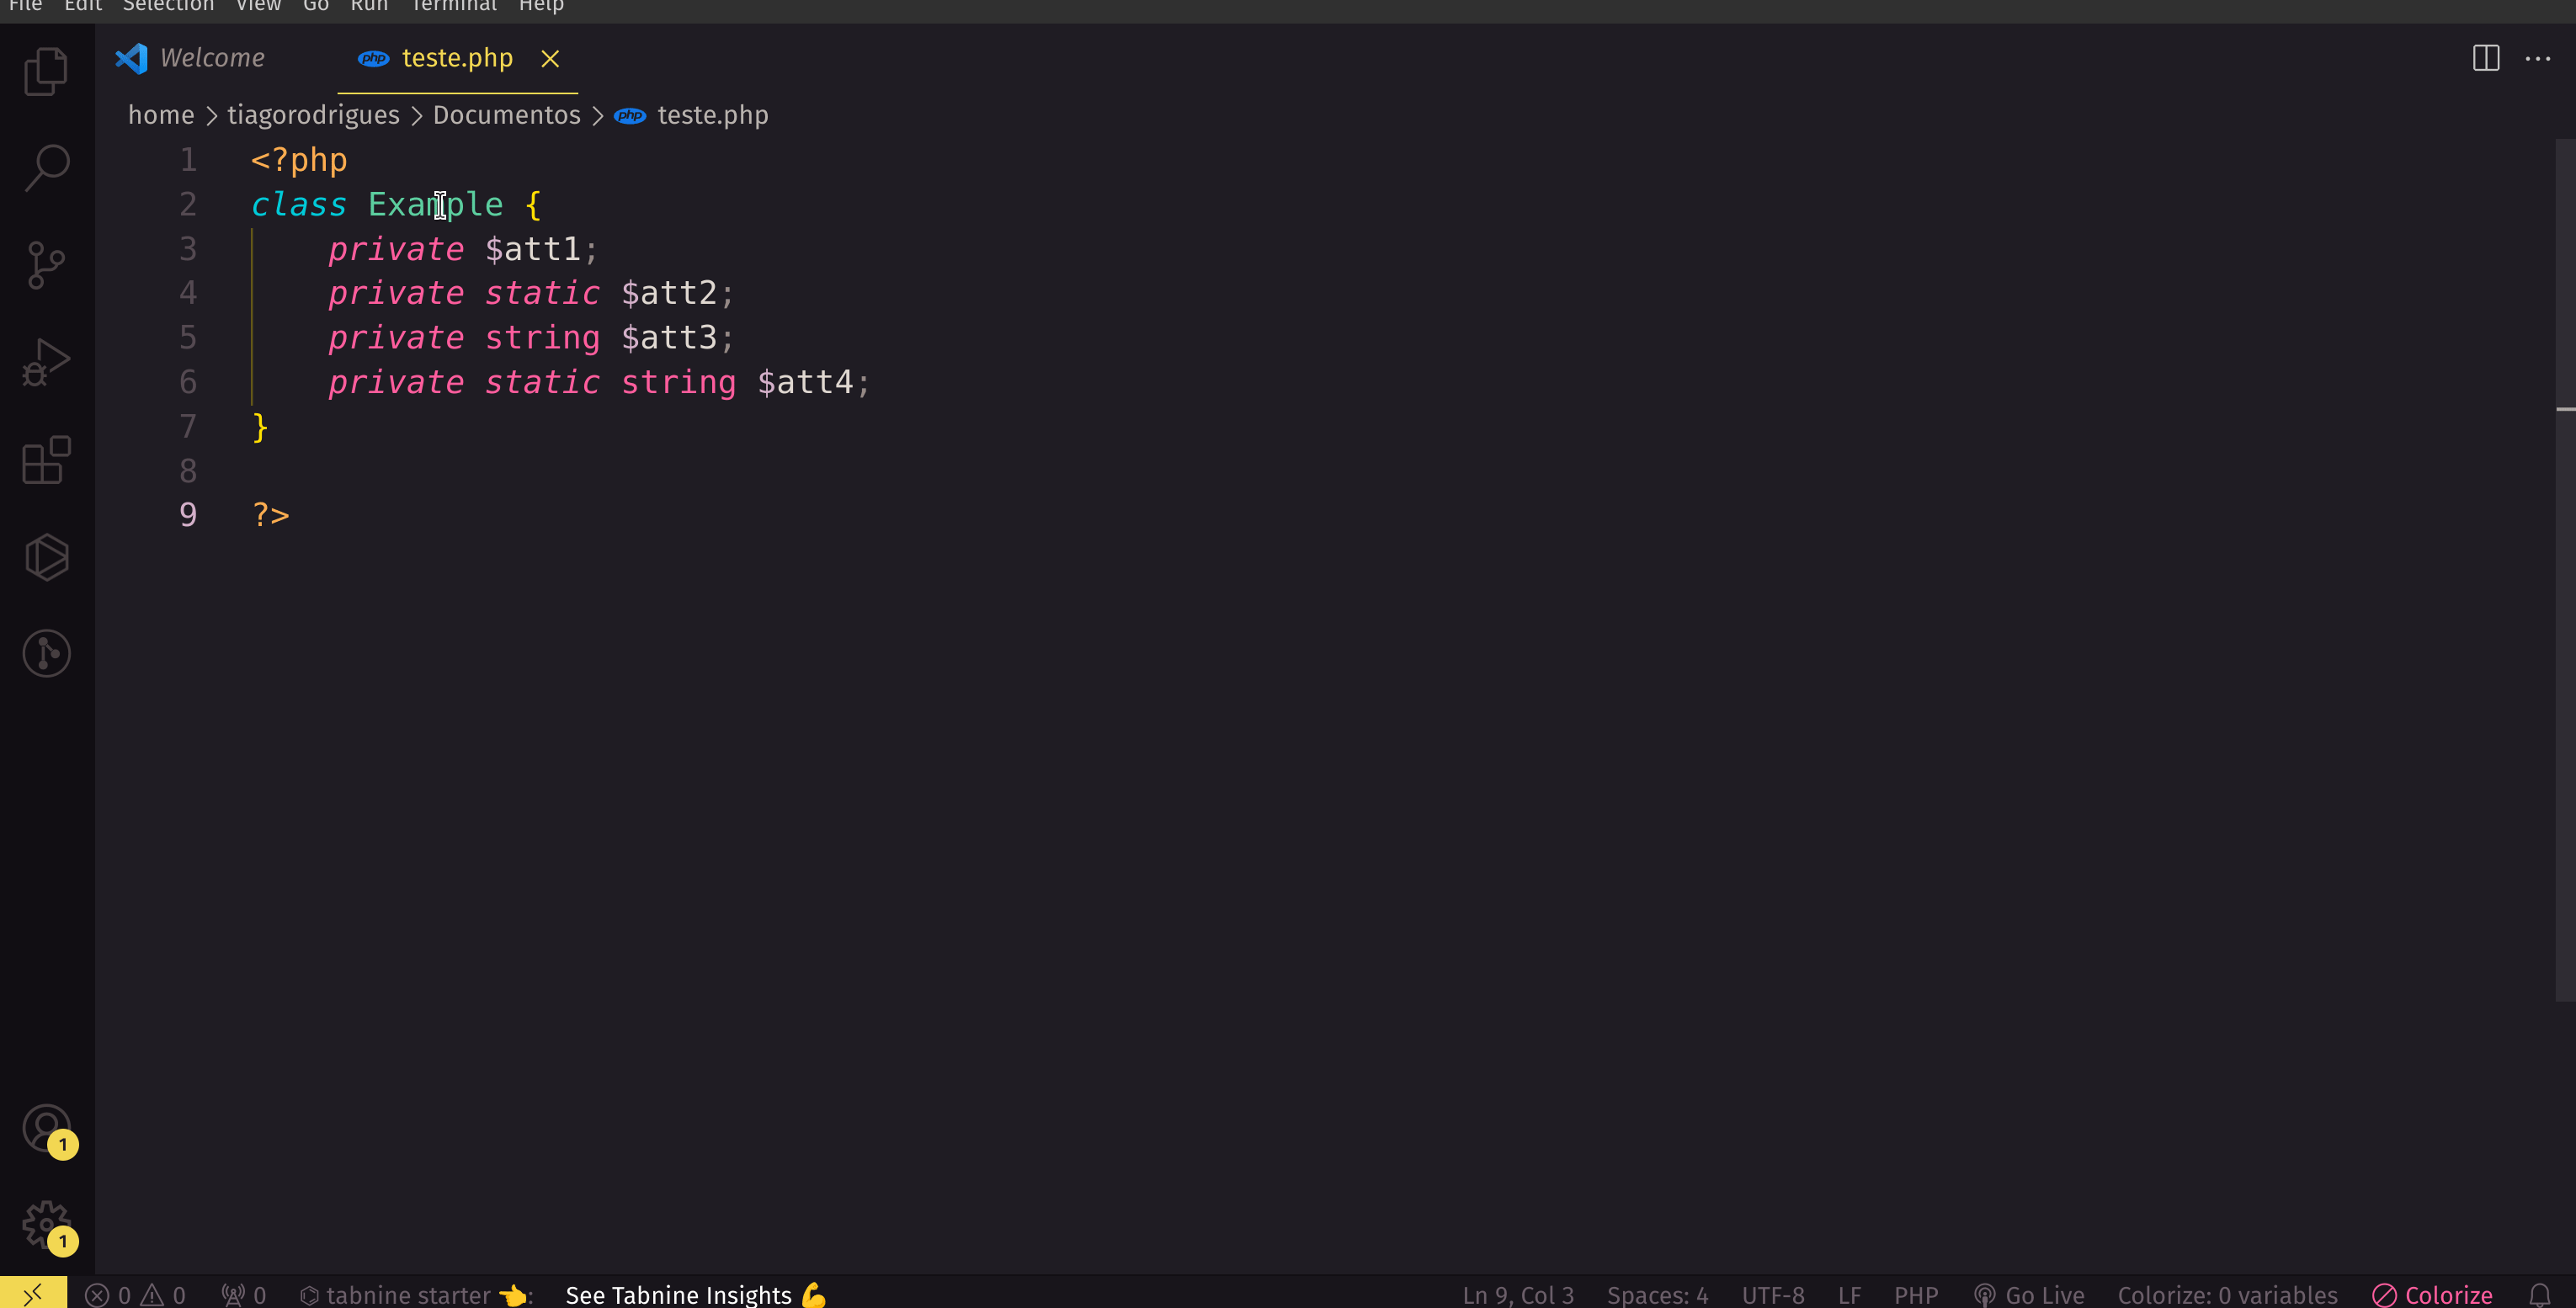 File Edit Selection View Go Run Terminal Help
Welcome php teste.php
home > tiagorodrigues > Documentos > php teste.php
1 <?php
2 class Example {
3 private $att1;
4 private static $att2;
5 private string $att3;
6 private static string $att4;
7 }
8
9 ?>
1
1
0 0 0 tabnine starter 👈: See Tabnine Insights 💪 Ln 9, Col 3 Spaces: 4 UTF-8 LF PHP Go Live Colorize: 0 variables Colorize